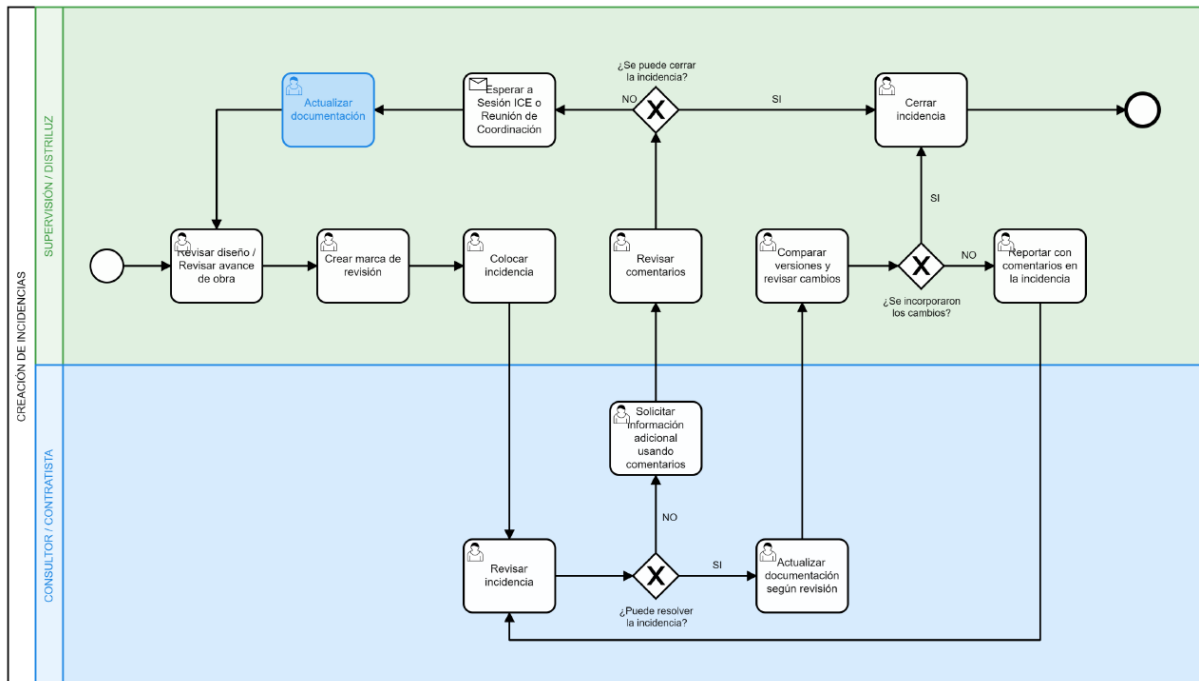 CREACIÓN DE INCIDENCIAS
SUPERVISIÓN / DISTRILUZ
¿Se puede cerrar
la incidencia?
Actualizar
documentación
Esperar a
Sesión ICE o
Reunión de
Coordinación
NO
SI
Cerrar
incidencia
SI
Revisar diseño /
Revisar avance
de obra
Crear marca de
revisión
Colocar
incidencia
Revisar
comentarios
Comparar
versiones y
revisar cambios
NO
Reportar con
comentarios en
la incidencia
¿Se incorporaron
los cambios?
CONSULTOR / CONTRATISTA
Solicitar
información
adicional
usando
comentarios
NO
Revisar
incidencia
SI
Actualizar
documentación
según revisión
¿Puede resolver
la incidencia?